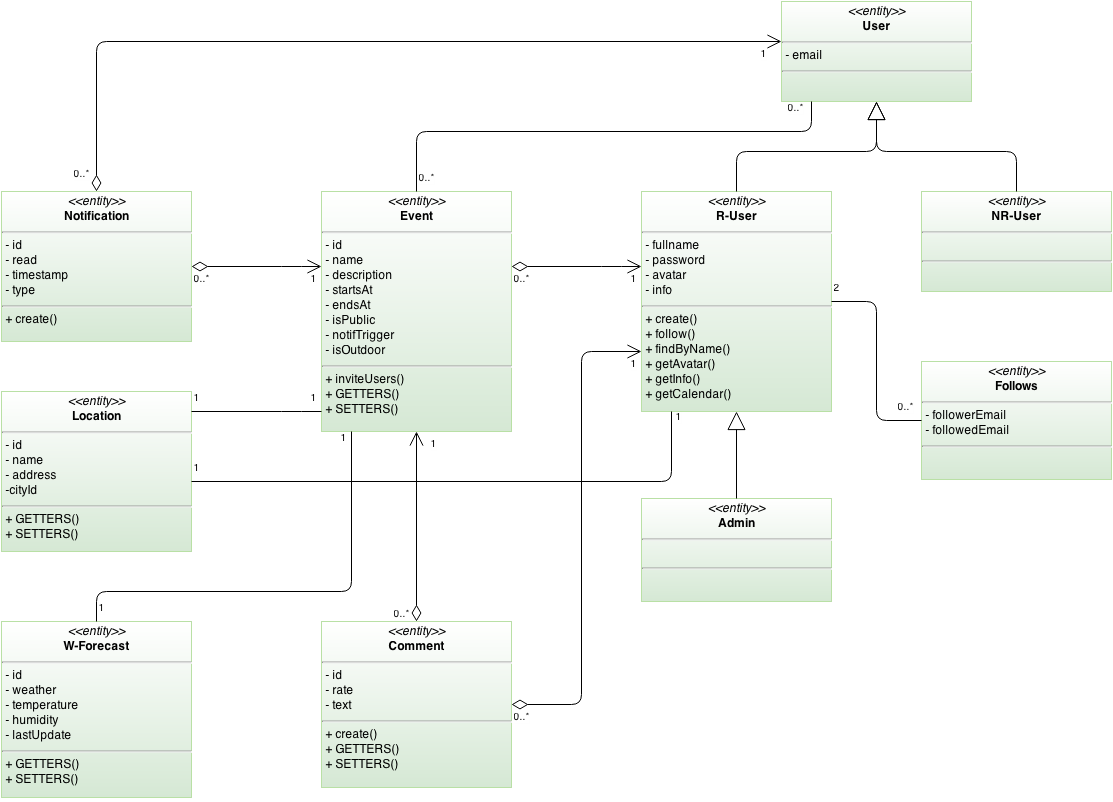 <<entity>>
User
- email
1
0..*
0..*
0..*
<<entity>>
Notification
- id
- read
- timestamp
- type
+ create()
0..*
1
<<entity>>
Event
- id
- name
- description
- startsAt
- endsAt
- isPublic
- notifTrigger
- isOutdoor
+ inviteUsers()
+ GETTERS()
+ SETTERS()
0..*
1
<<entity>>
R-User
- fullname
- password
- avatar
- info
+ create()
+ follow()
+ findByName()
+ getAvatar()
+ getInfo()
+ getCalendar()
<<entity>>
NR-User
2
1
0..*
<<entity>>
Follows
- followerEmail
- followedEmail
<<entity>>
Location
- id
- name
- address
-cityId
+ GETTERS()
+ SETTERS()
1
1
1
1
1
1
<<entity>>
Admin
1
0..*
<<entity>>
W-Forecast
- id
- weather
- temperature
- humidity
- lastUpdate
+ GETTERS()
+ SETTERS()
<<entity>>
Comment
- id
- rate
- text
+ create()
+ GETTERS()
+ SETTERS()
0..*